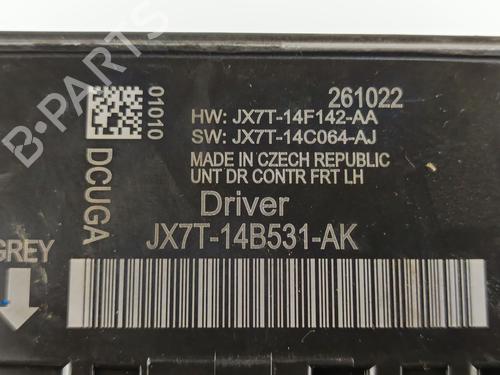 261022
01010
HW: JX7T-14F142-AA
SW: JX7T-14C064-AJ
MADE IN CZECH REPUBLIC
UNT DR CONTR FRT LH
DCUGA
Driver
JX7T-14B531-AK
GREY
B-PARTS